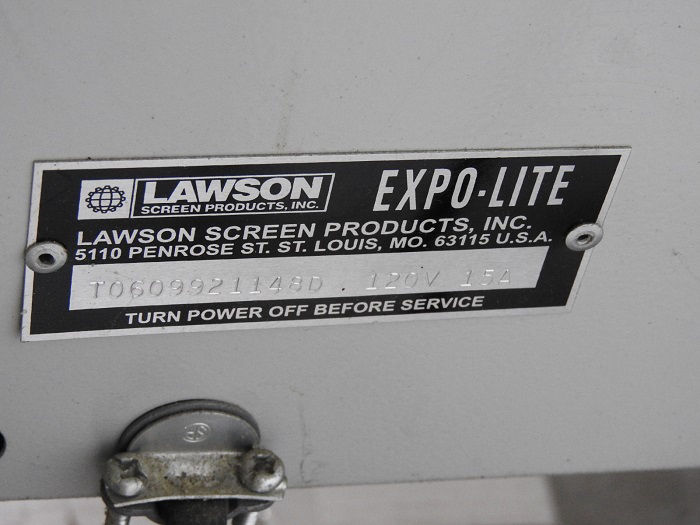 LAWSON EXPO-LITE
SCREEN PRODUCTS, INC.
LAWSON SCREEN PRODUCTS, INC.
5110 PENROSE ST. ST. LOUIS, MO. 63115 U.S.A.
T0609921148D . 120V 15A
TURN POWER OFF BEFORE SERVICE